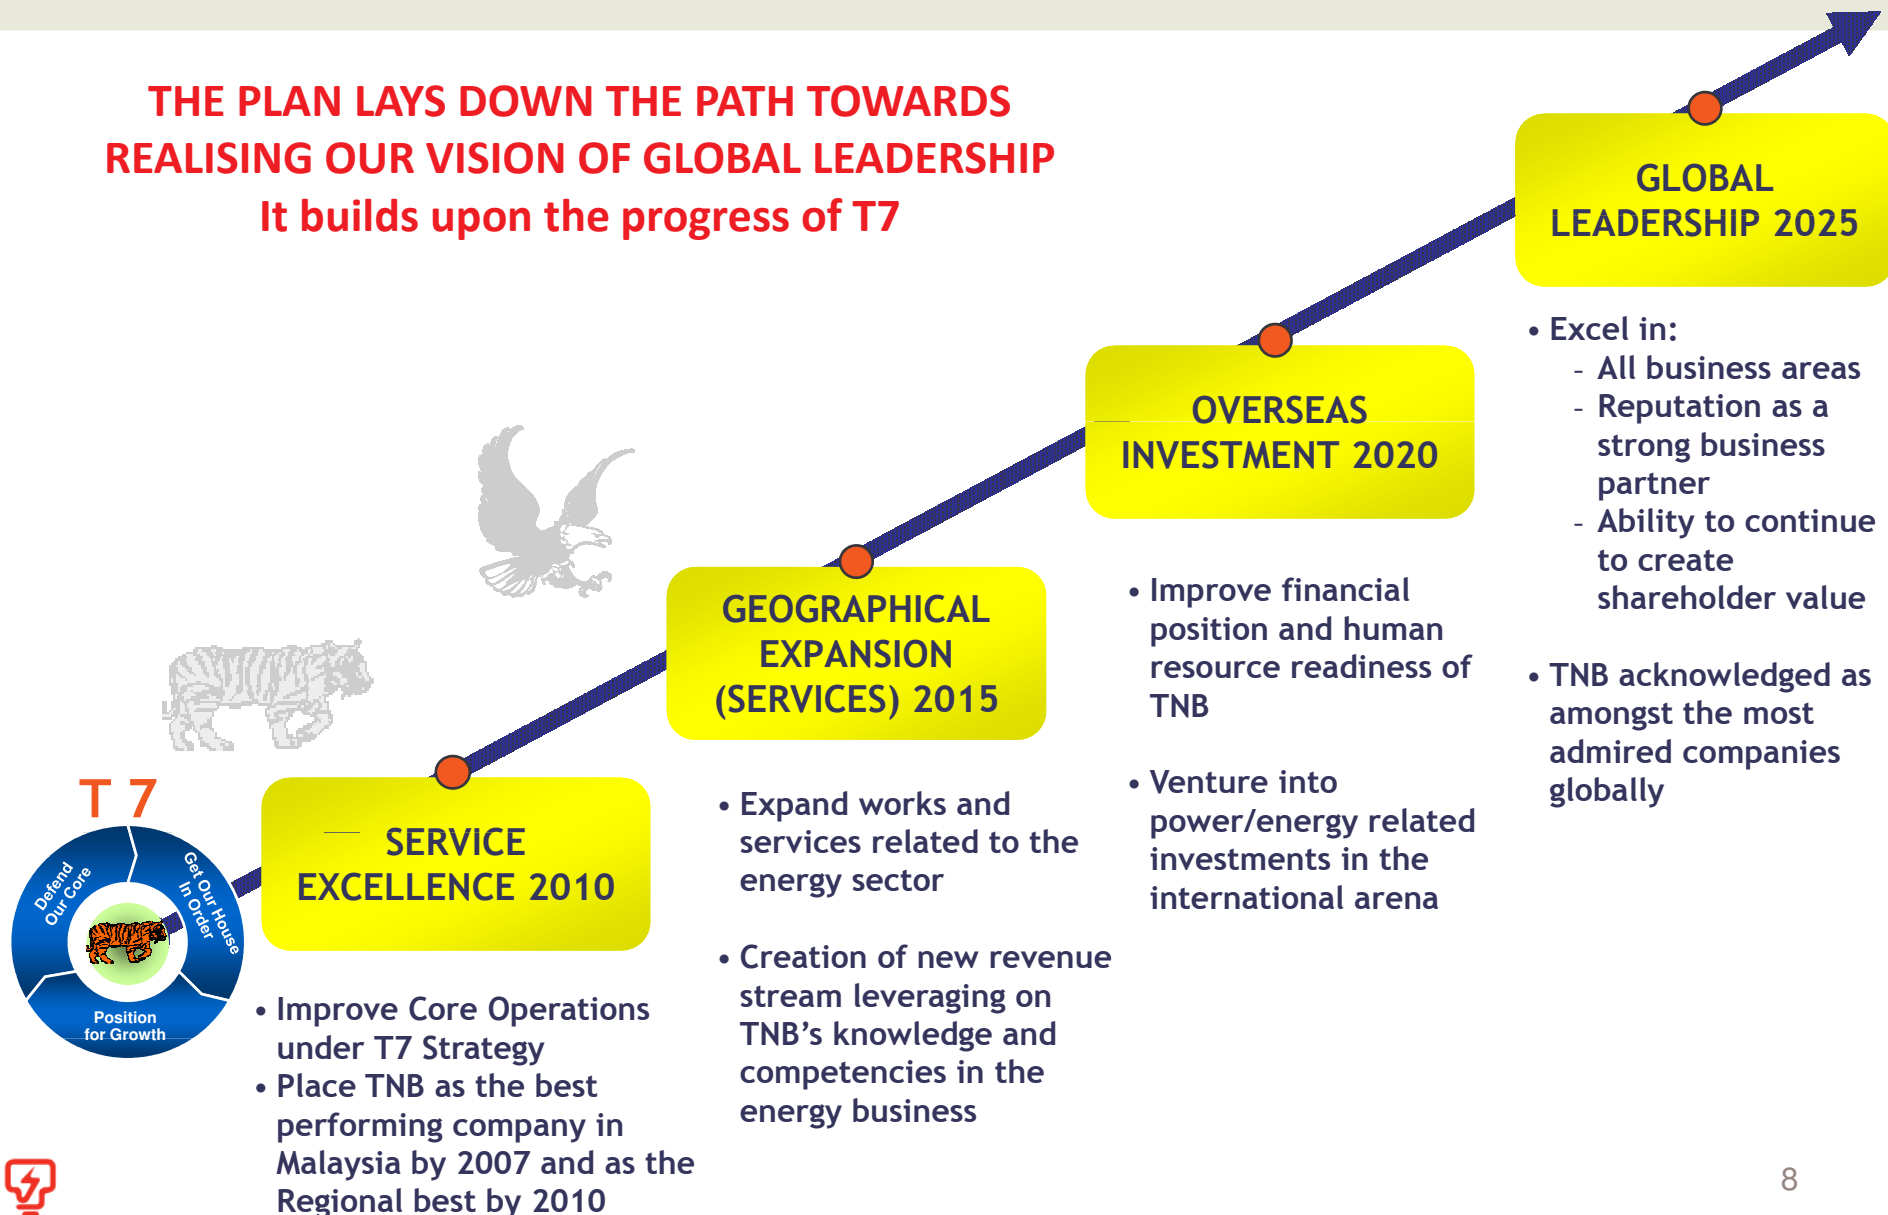 THE PLAN LAYS DOWN THE PATH TOWARDS
REALISING OUR VISION OF GLOBAL LEADERSHIP
It builds upon the progress of T7
T 7
Defend
Our Core
Get Our House
In Order
Position
for Growth
SERVICE
EXCELLENCE 2010
• Improve Core Operations
under T7 Strategy
• Place TNB as the best
performing company in
Malaysia by 2007 and as the
Regional best by 2010
GEOGRAPHICAL
EXPANSION
(SERVICES) 2015
• Expand works and
services related to the
energy sector
• Creation of new revenue
stream leveraging on
TNB’s knowledge and
competencies in the
energy business
OVERSEAS
INVESTMENT 2020
• Improve financial
position and human
resource readiness of
TNB
• Venture into
power/energy related
investments in the
international arena
GLOBAL
LEADERSHIP 2025
• Excel in:
- All business areas
- Reputation as a
strong business
partner
- Ability to continue
to create
shareholder value
• TNB acknowledged as
amongst the most
admired companies
globally
8